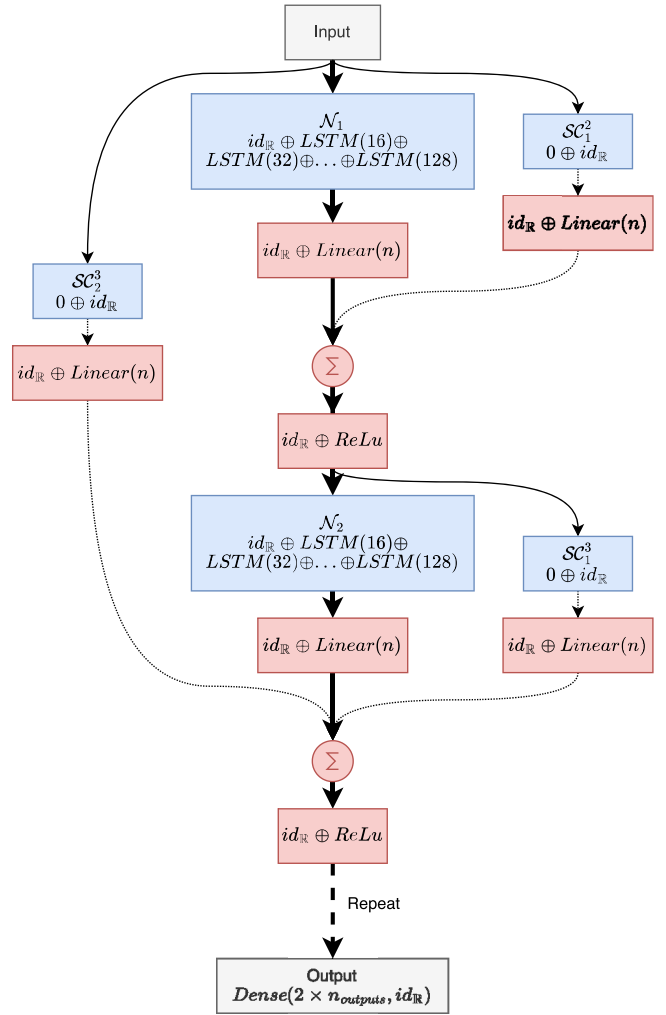 Input
𝒩₁
id_ℝ ⊕ LSTM(16)⊕
LSTM(32)⊕...⊕LSTM(128)
𝒮𝒞₁²
0 ⊕ id_ℝ
id_ℝ ⊕ Linear(n)
id_ℝ ⊕ Linear(n)
𝒮𝒞₂³
0 ⊕ id_ℝ
id_ℝ ⊕ Linear(n)
Σ
id_ℝ ⊕ ReLu
𝒩₂
id_ℝ ⊕ LSTM(16)⊕
LSTM(32)⊕...⊕LSTM(128)
𝒮𝒞₁³
0 ⊕ id_ℝ
id_ℝ ⊕ Linear(n)
id_ℝ ⊕ Linear(n)
Σ
id_ℝ ⊕ ReLu
Repeat
Output
Dense(2 × n_outputs, id_ℝ)